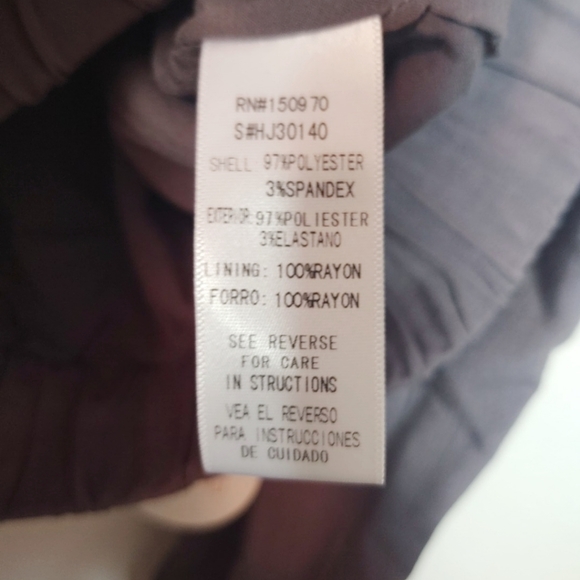 RN#150970
S#HJ30140
SHELL: 97%POLYESTER
3%SPANDEX
EXTERIOR:97%POLIESTER
3%ELASTANO
LINING: 100%RAYON
FORRO: 100%RAYON
SEE REVERSE
FOR CARE
IN STRUCTIONS
VEA EL REVERSO
PARA INSTRUCCIONES
DE CUIDADO